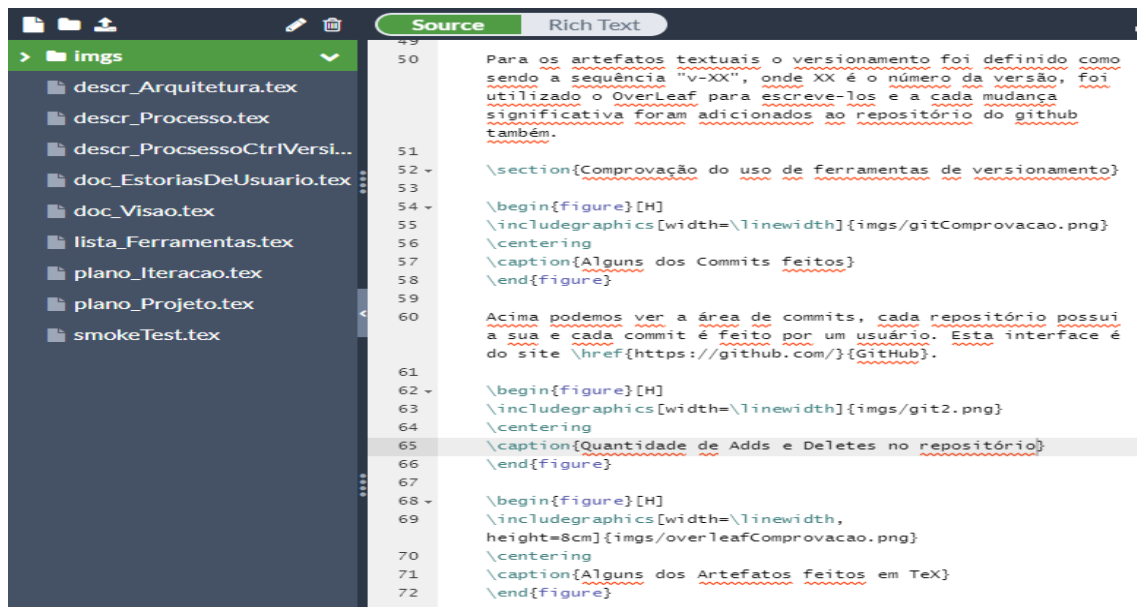 Source
Rich Text
imgs
descr_Arquitetura.tex
descr_Processo.tex
descr_ProcsessoCtrlVersi...
doc_EstoriasDeUsuario.tex
doc_Visao.tex
lista_Ferramentas.tex
plano_Iteracao.tex
plano_Projeto.tex
smokeTest.tex
49
50 Para os artefatos textuais o versionamento foi definido como
sendo a sequência "v-XX", onde XX é o número da versão, foi
utilizado o OverLeaf para escreve-los e a cada mudança
significativa foram adicionados ao repositório do github
também.
51
52 \section{Comprovação do uso de ferramentas de versionamento}
53
54 \begin{figure}[H]
55 \includegraphics[width=\linewidth]{imgs/gitComprovacao.png}
56 \centering
57 \caption{Alguns dos Commits feitos}
58 \end{figure}
59
60 Acima podemos ver a área de commits, cada repositório possui
a sua e cada commit é feito por um usuário. Esta interface é
do site \href{https://github.com/}{GitHub}.
61
62 \begin{figure}[H]
63 \includegraphics[width=\linewidth]{imgs/git2.png}
64 \centering
65 \caption{Quantidade de Adds e Deletes no repositório}
66 \end{figure}
67
68 \begin{figure}[H]
69 \includegraphics[width=\linewidth,
height=8cm]{imgs/overleafComprovacao.png}
70 \centering
71 \caption{Alguns dos Artefatos feitos em TeX}
72 \end{figure}